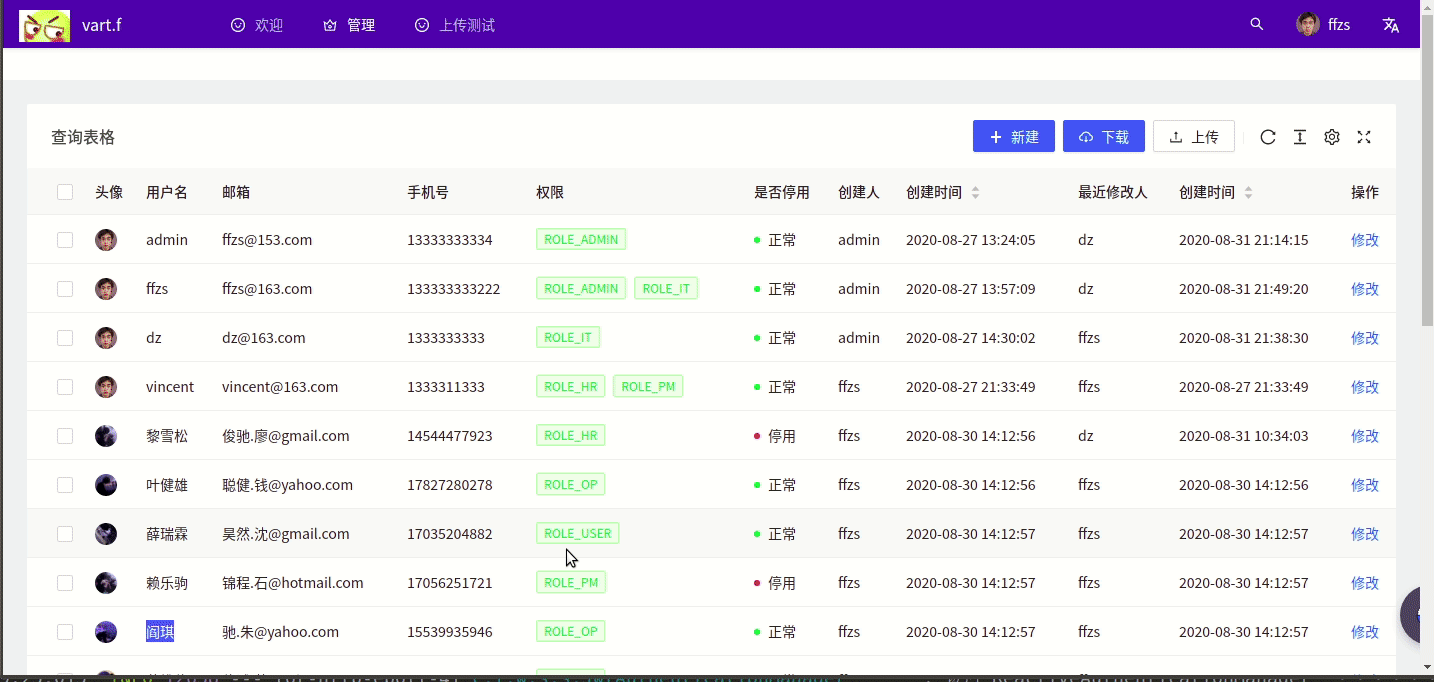 vart.f 欢迎 管理 上传测试 ffzs
查询表格 新建 下载 上传
头像 用户名 邮箱 手机号 权限 是否停用 创建人 创建时间 最近修改人 创建时间 操作
admin ffzs@153.com 13333333334 ROLE_ADMIN 正常 admin 2020-08-27 13:24:05 dz 2020-08-31 21:14:15 修改
ffzs ffzs@163.com 133333333222 ROLE_ADMIN ROLE_IT 正常 admin 2020-08-27 13:57:09 dz 2020-08-31 21:49:20 修改
dz dz@163.com 1333333333 ROLE_IT 正常 admin 2020-08-27 14:30:02 ffzs 2020-08-31 21:38:30 修改
vincent vincent@163.com 1333311333 ROLE_HR ROLE_PM 正常 ffzs 2020-08-27 21:33:49 ffzs 2020-08-27 21:33:49 修改
黎雪松 俊驰.廖@gmail.com 14544477923 ROLE_HR 停用 ffzs 2020-08-30 14:12:56 dz 2020-08-31 10:34:03 修改
叶健雄 聪健.钱@yahoo.com 17827280278 ROLE_OP 正常 ffzs 2020-08-30 14:12:56 ffzs 2020-08-30 14:12:56 修改
薛瑞霖 昊然.沈@gmail.com 17035204882 ROLE_USER 正常 ffzs 2020-08-30 14:12:57 ffzs 2020-08-30 14:12:57 修改
赖乐驹 锦程.石@hotmail.com 17056251721 ROLE_PM 停用 ffzs 2020-08-30 14:12:57 ffzs 2020-08-30 14:12:57 修改
阎琪 驰.朱@yahoo.com 15539935946 ROLE_OP 正常 ffzs 2020-08-30 14:12:57 ffzs 2020-08-30 14:12:57 修改